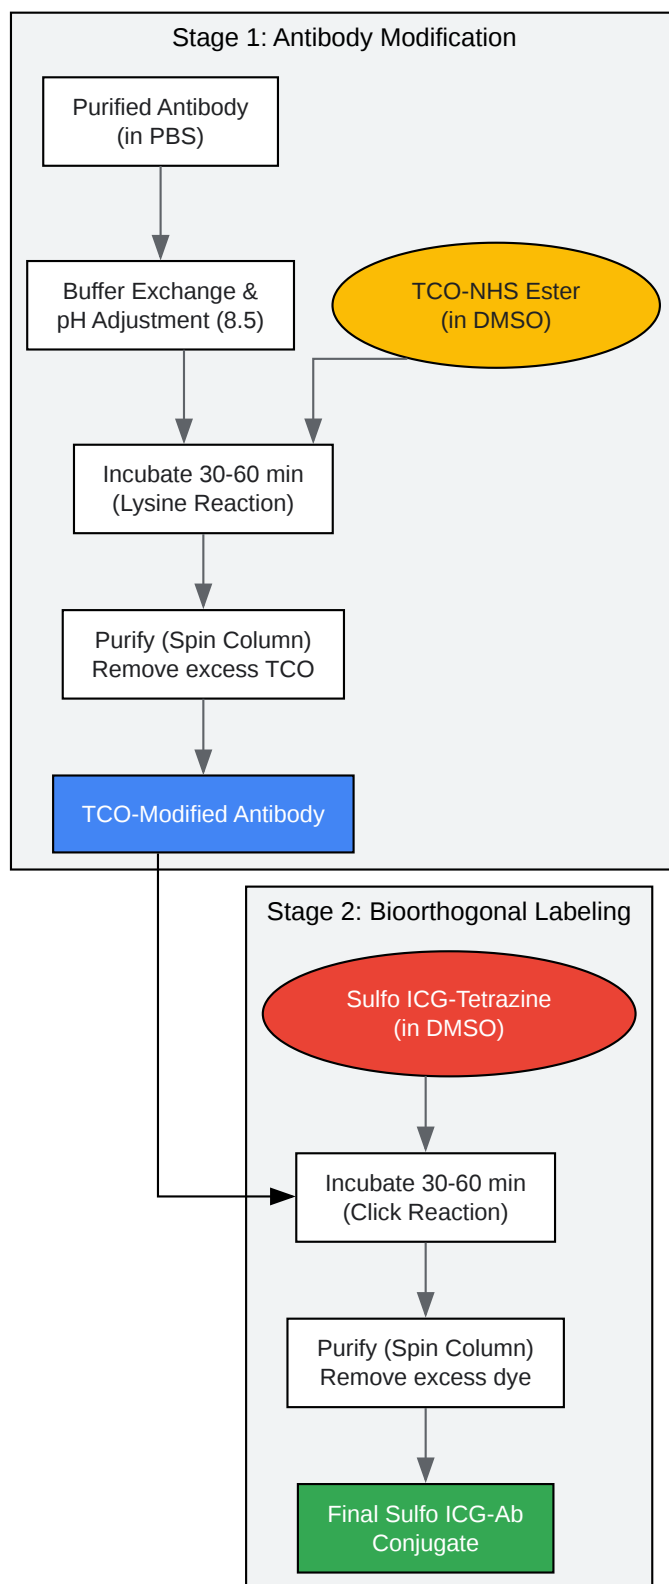 Stage 1: Antibody Modification
Purified Antibody
(in PBS)
Buffer Exchange &
pH Adjustment (8.5)
TCO-NHS Ester
(in DMSO)
Incubate 30-60 min
(Lysine Reaction)
Purify (Spin Column)
Remove excess TCO
TCO-Modified Antibody
Stage 2: Bioorthogonal Labeling
Sulfo ICG-Tetrazine
(in DMSO)
Incubate 30-60 min
(Click Reaction)
Purify (Spin Column)
Remove excess dye
Final Sulfo ICG-Ab
Conjugate